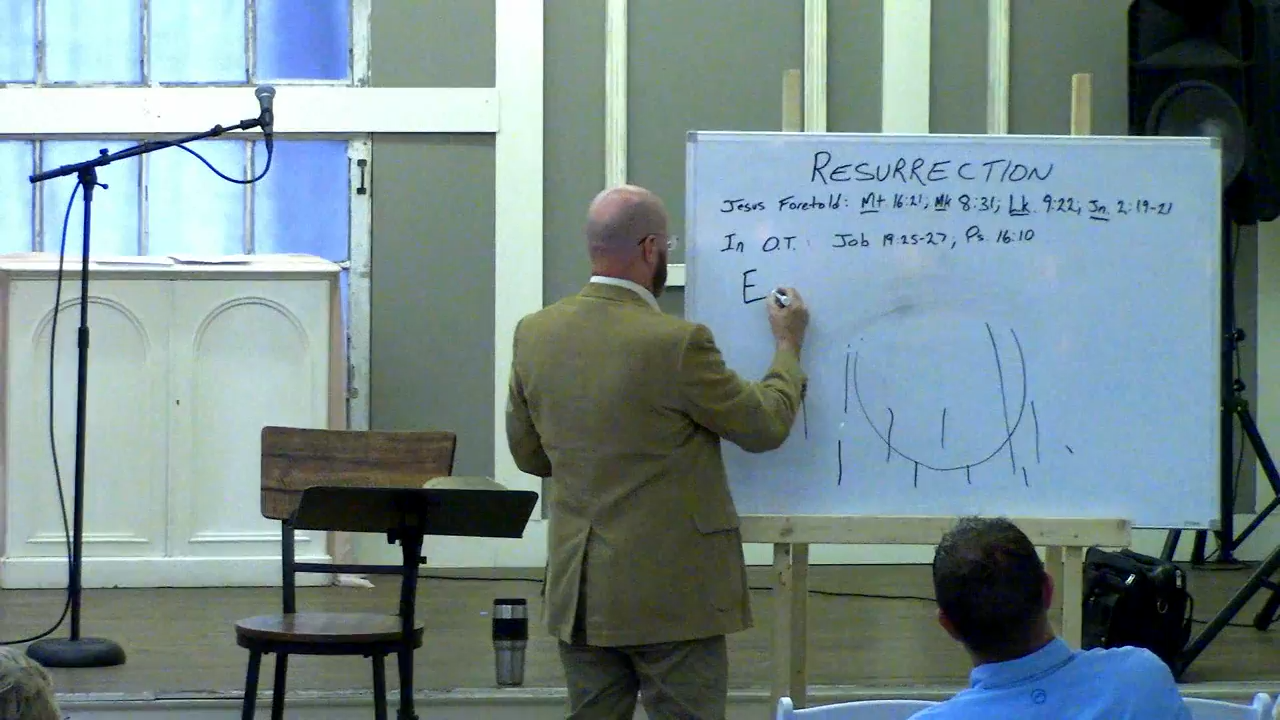 RESURRECTION
Jesus Foretold: Mt 16:21; Mk 8:31; Lk. 9:22; Jn. 2:19-21
In O.T.: Job 19:25-27; Ps. 16:10
E